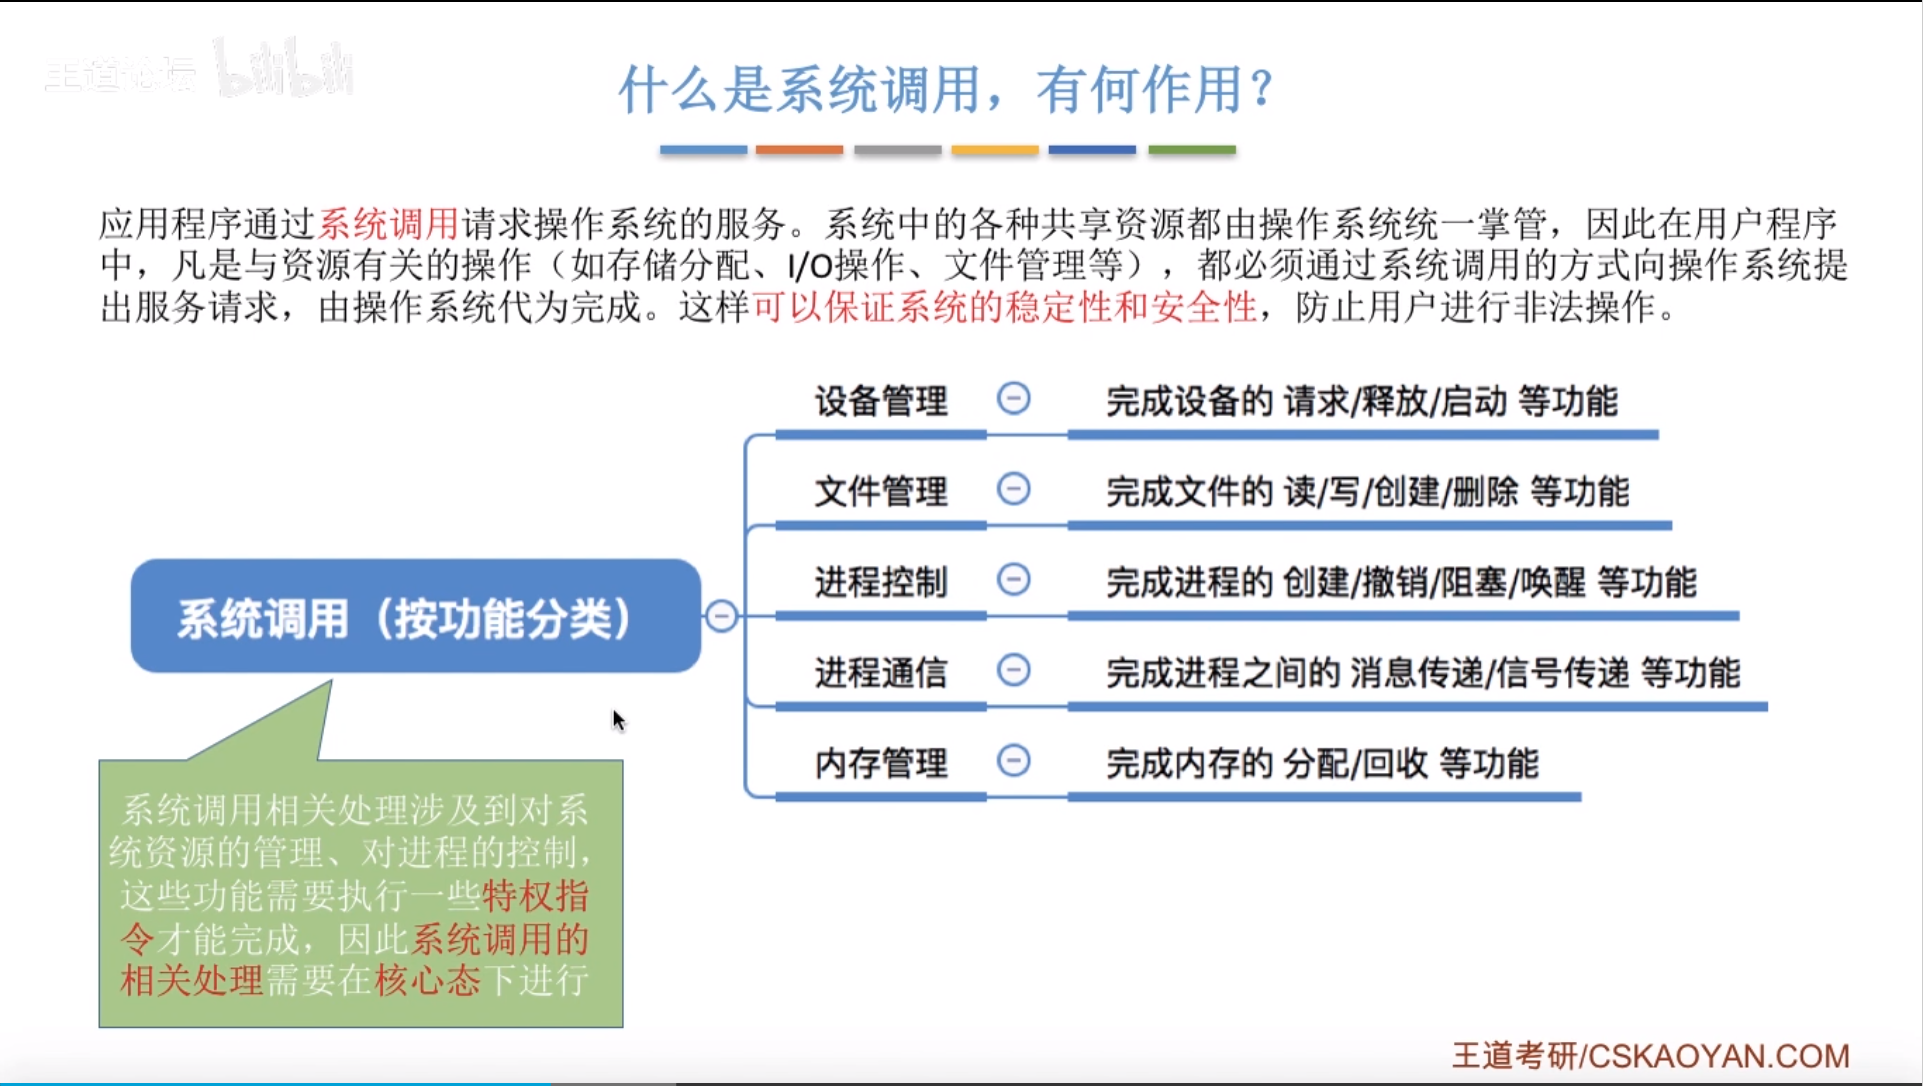 王道论坛 bilibili
什么是系统调用，有何作用？
应用程序通过系统调用请求操作系统的服务。系统中的各种共享资源都由操作系统统一掌管，因此在用户程序
中，凡是与资源有关的操作（如存储分配、I/O操作、文件管理等），都必须通过系统调用的方式向操作系统提
出服务请求，由操作系统代为完成。这样可以保证系统的稳定性和安全性，防止用户进行非法操作。
设备管理 完成设备的 请求/释放/启动 等功能
文件管理 完成文件的 读/写/创建/删除 等功能
进程控制 完成进程的 创建/撤销/阻塞/唤醒 等功能
系统调用（按功能分类）
进程通信 完成进程之间的 消息传递/信号传递 等功能
内存管理 完成内存的 分配/回收 等功能
系统调用相关处理涉及到对系
统资源的管理、对进程的控制，
这些功能需要执行一些特权指
令才能完成，因此系统调用的
相关处理需要在核心态下进行
王道考研/CSKAOYAN.COM